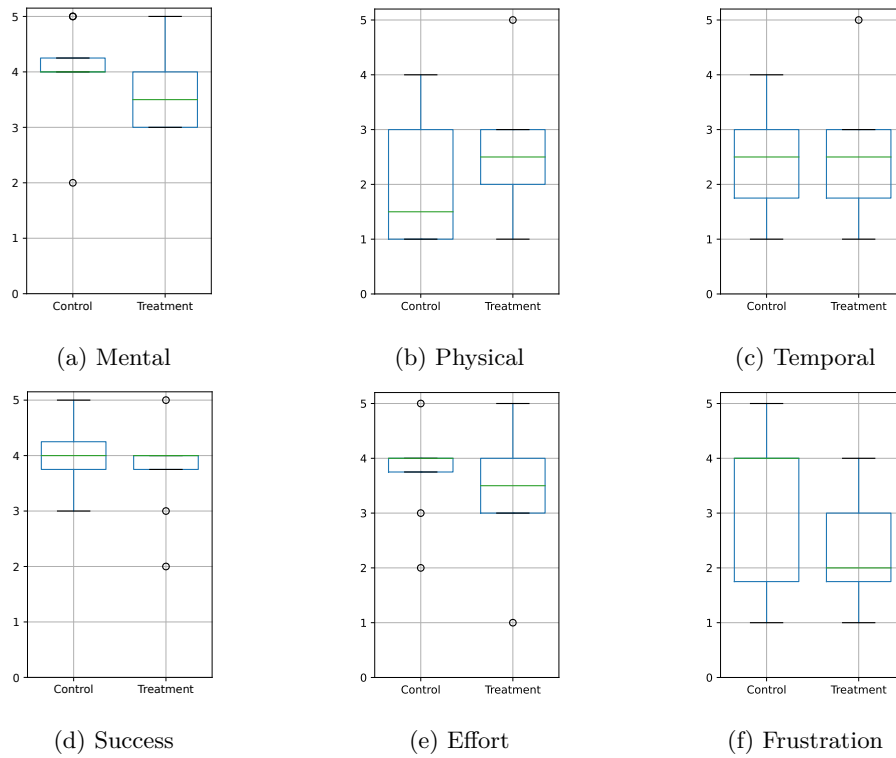 5
4
3
2
1
0
Control
Treatment
(a) Mental
5
4
3
2
1
0
Control
Treatment
(b) Physical
5
4
3
2
1
0
Control
Treatment
(c) Temporal
5
4
3
2
1
0
Control
Treatment
(d) Success
5
4
3
2
1
0
Control
Treatment
(e) Effort
5
4
3
2
1
0
Control
Treatment
(f) Frustration